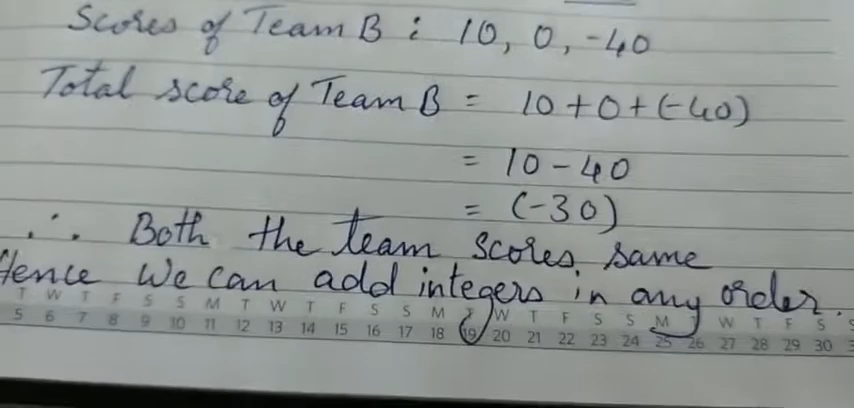 Scores of Team B : 10, 0, -40
Total score of Team B = 10 + 0 + (-40)
= 10 - 40
= (-30)
∴ Both the team scores same
Hence We can add integers in any order.
T W T F S S M T W T F S S M T W T F S S M W T F S S
5 6 7 8 9 10 11 12 13 14 15 16 17 18 19 20 21 22 23 24 25 26 27 28 29 30